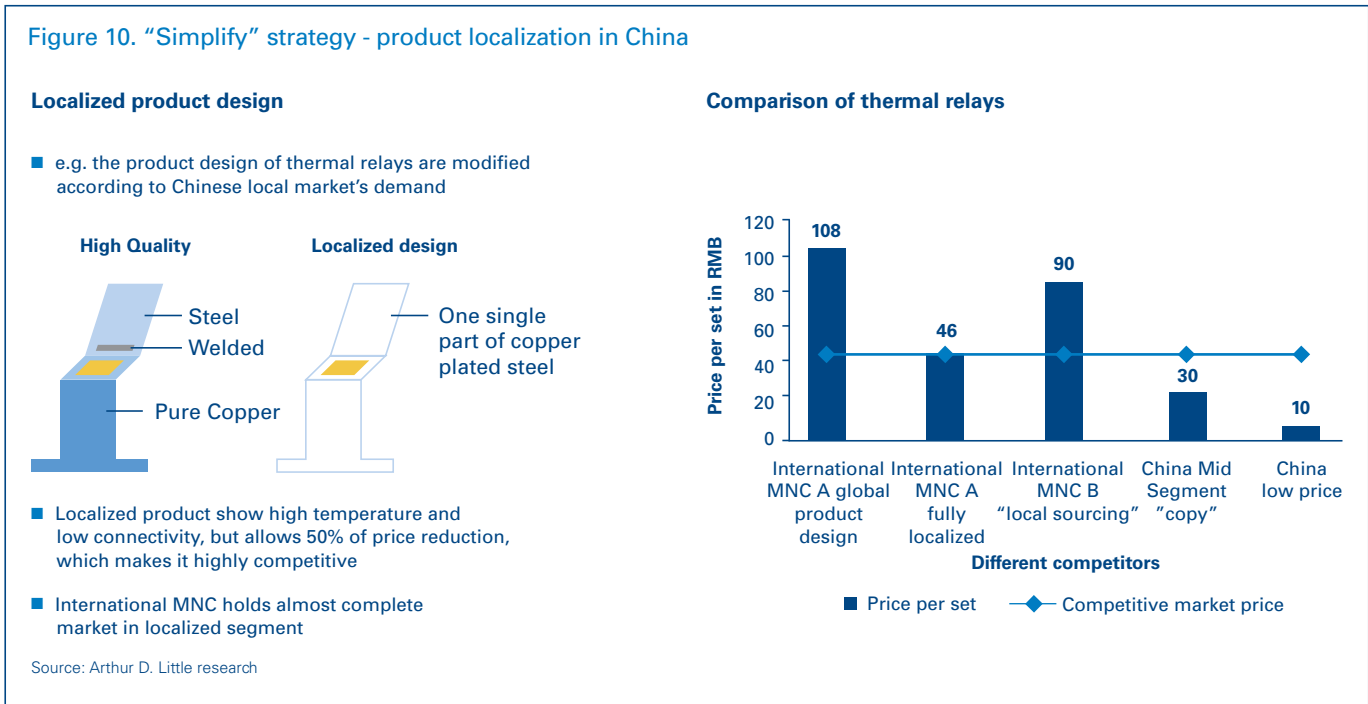 Figure 10. “Simplify” strategy - product localization in China
Localized product design
■ e.g. the product design of thermal relays are modified
according to Chinese local market’s demand
High Quality
Localized design
Steel
Welded
Pure Copper
One single
part of copper
plated steel
■ Localized product show high temperature and
low connectivity, but allows 50% of price reduction,
which makes it highly competitive
■ International MNC holds almost complete
market in localized segment
Comparison of thermal relays
Price per set in RMB
120
100
80
60
40
20
0
108
46
90
30
10
International
MNC A global
product
design
International
MNC A
fully
localized
International
MNC B
“local sourcing”
China Mid
Segment
”copy”
China
low price
Different competitors
Price per set
Competitive market price
Source: Arthur D. Little research